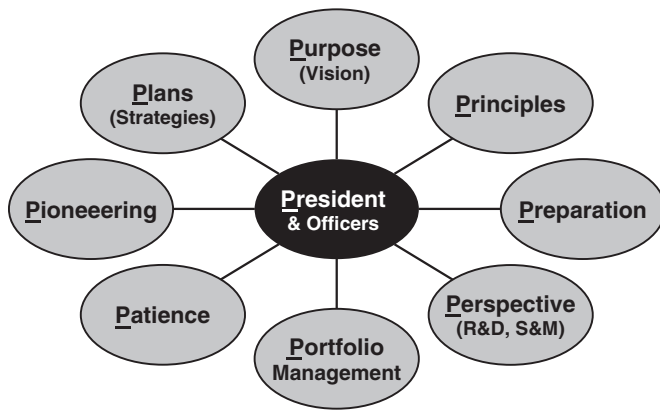 Purpose
(Vision)
Plans
(Strategies)
Principles
Pioneeering
President
& Officers
Preparation
Patience
Perspective
(R&D, S&M)
Portfolio
Management